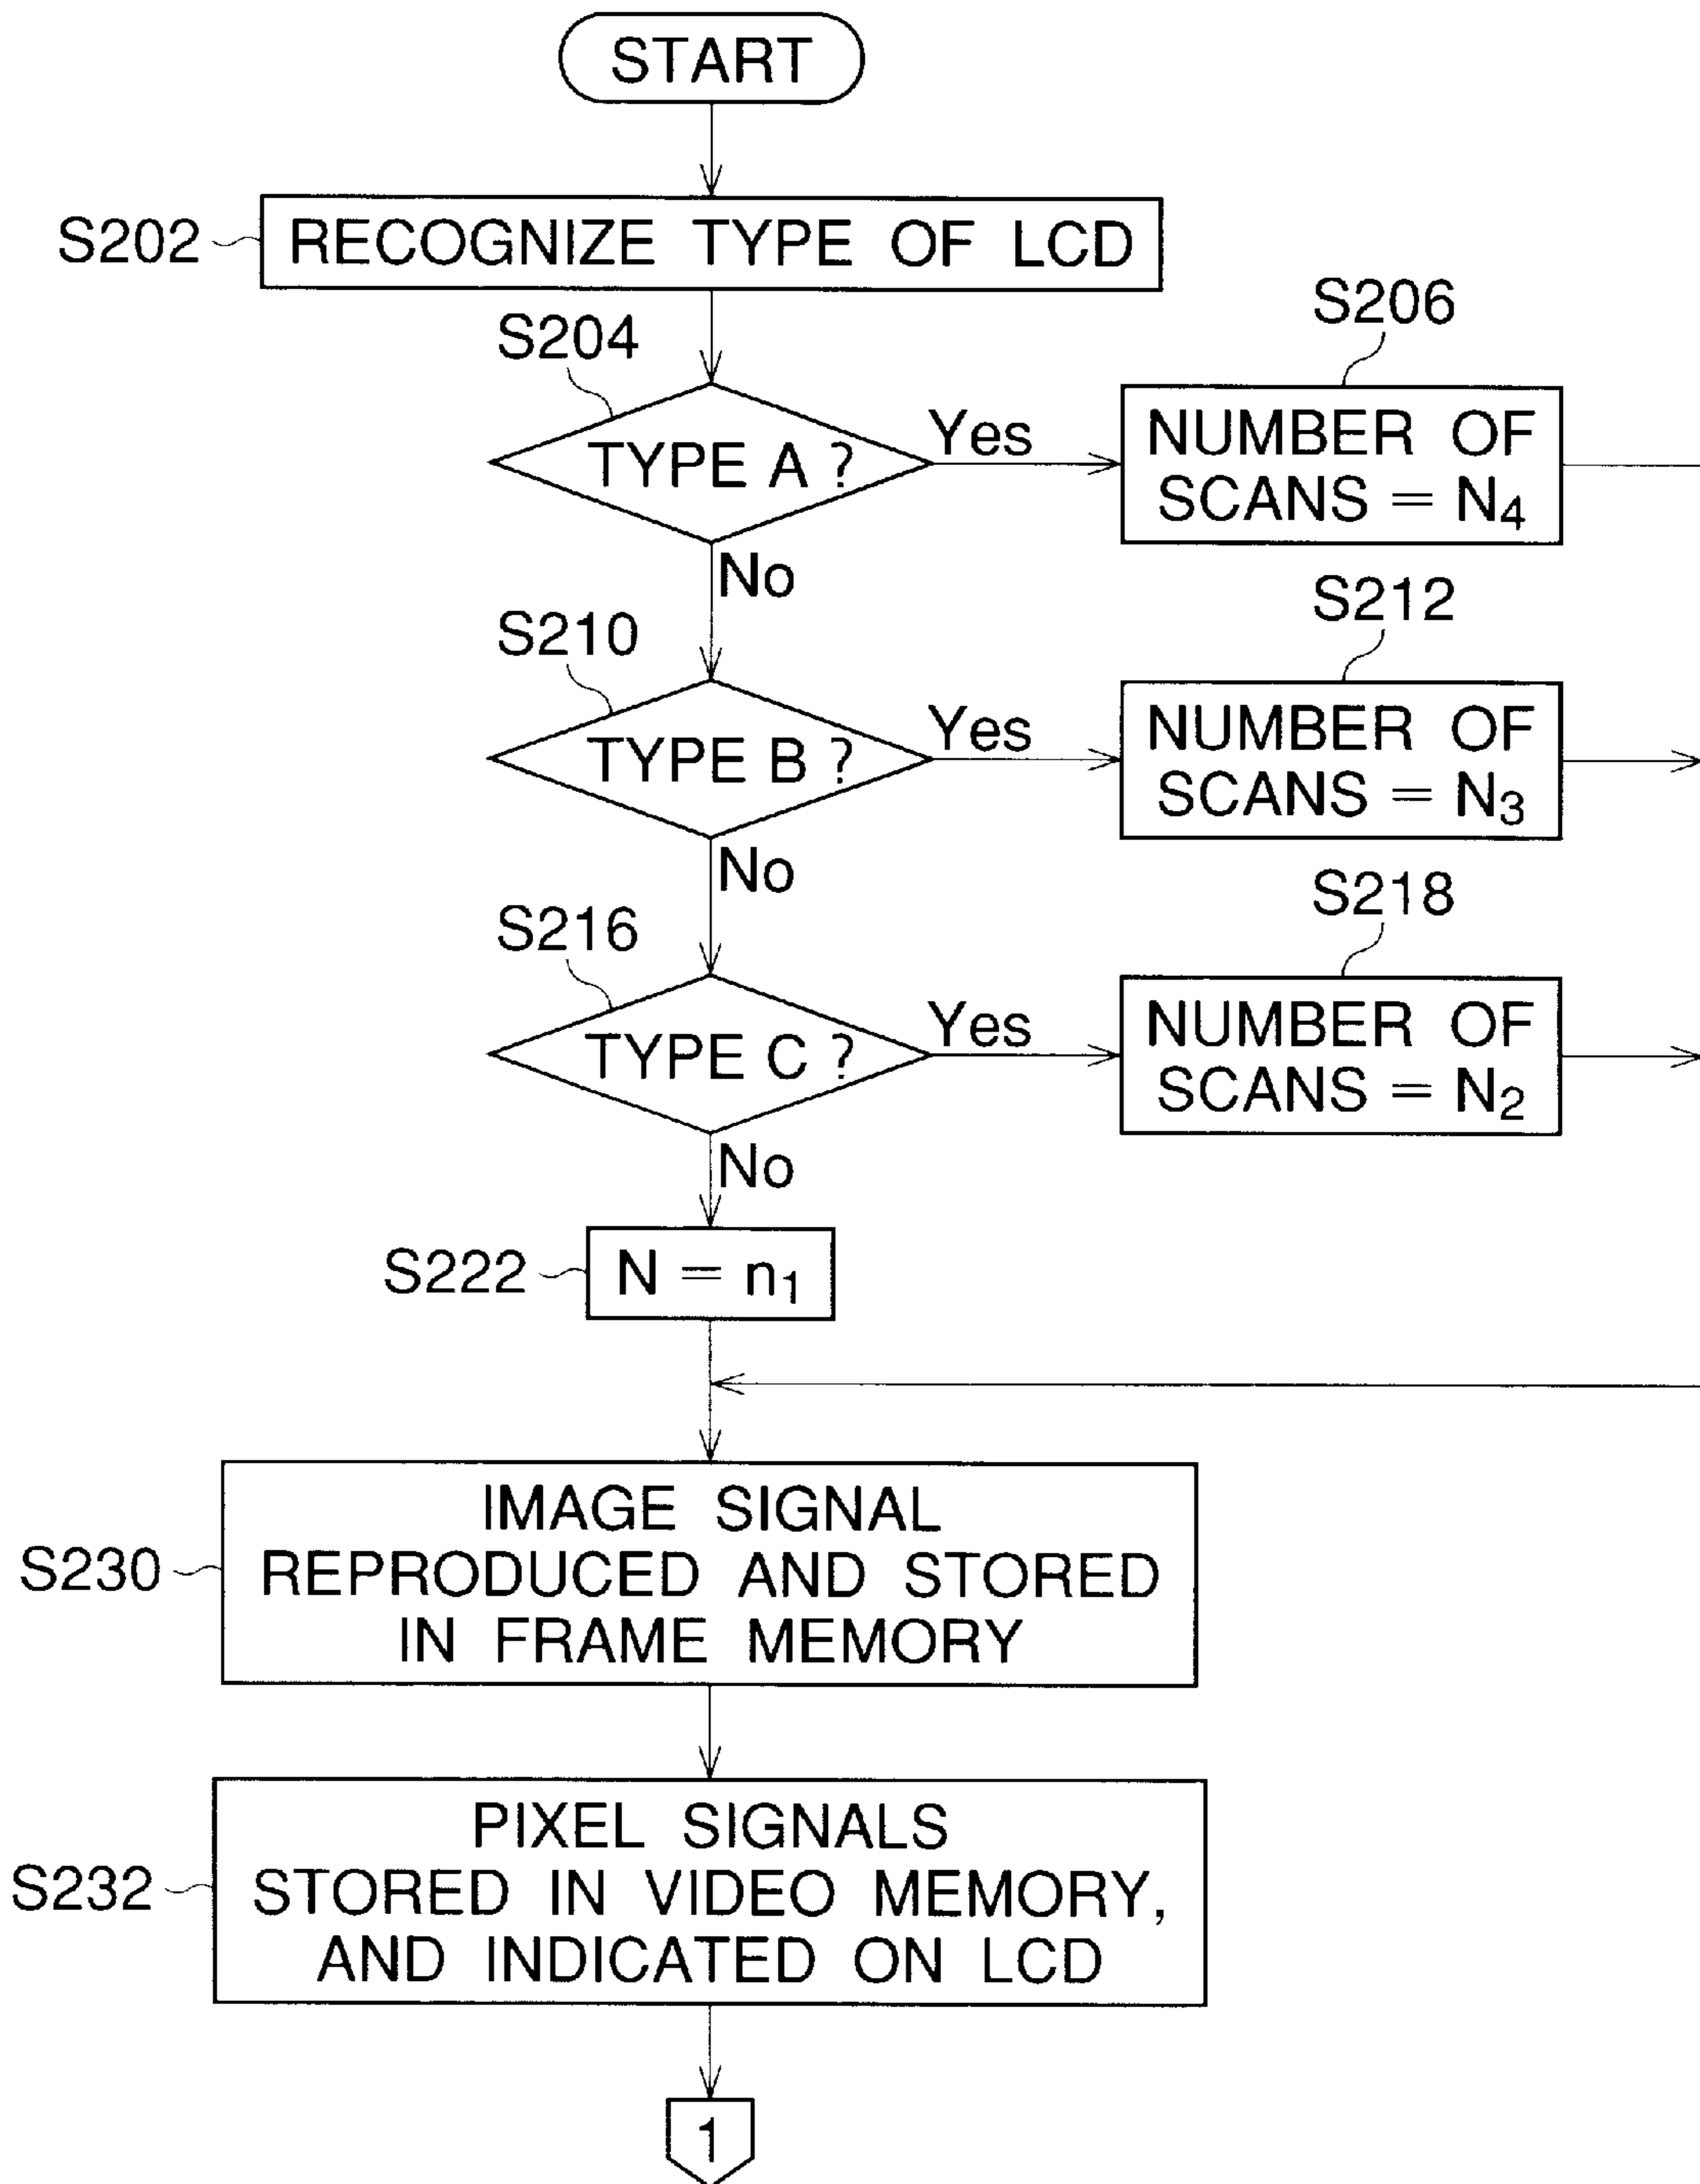 START
S202
RECOGNIZE TYPE OF LCD
S204
S206
TYPE A ?
Yes
NUMBER OF
SCANS = N₄
No
S210
S212
TYPE B ?
Yes
NUMBER OF
SCANS = N₃
No
S216
S218
TYPE C ?
Yes
NUMBER OF
SCANS = N₂
No
S222
N = n₁
S230
IMAGE SIGNAL
REPRODUCED AND STORED
IN FRAME MEMORY
S232
PIXEL SIGNALS
STORED IN VIDEO MEMORY,
AND INDICATED ON LCD
1